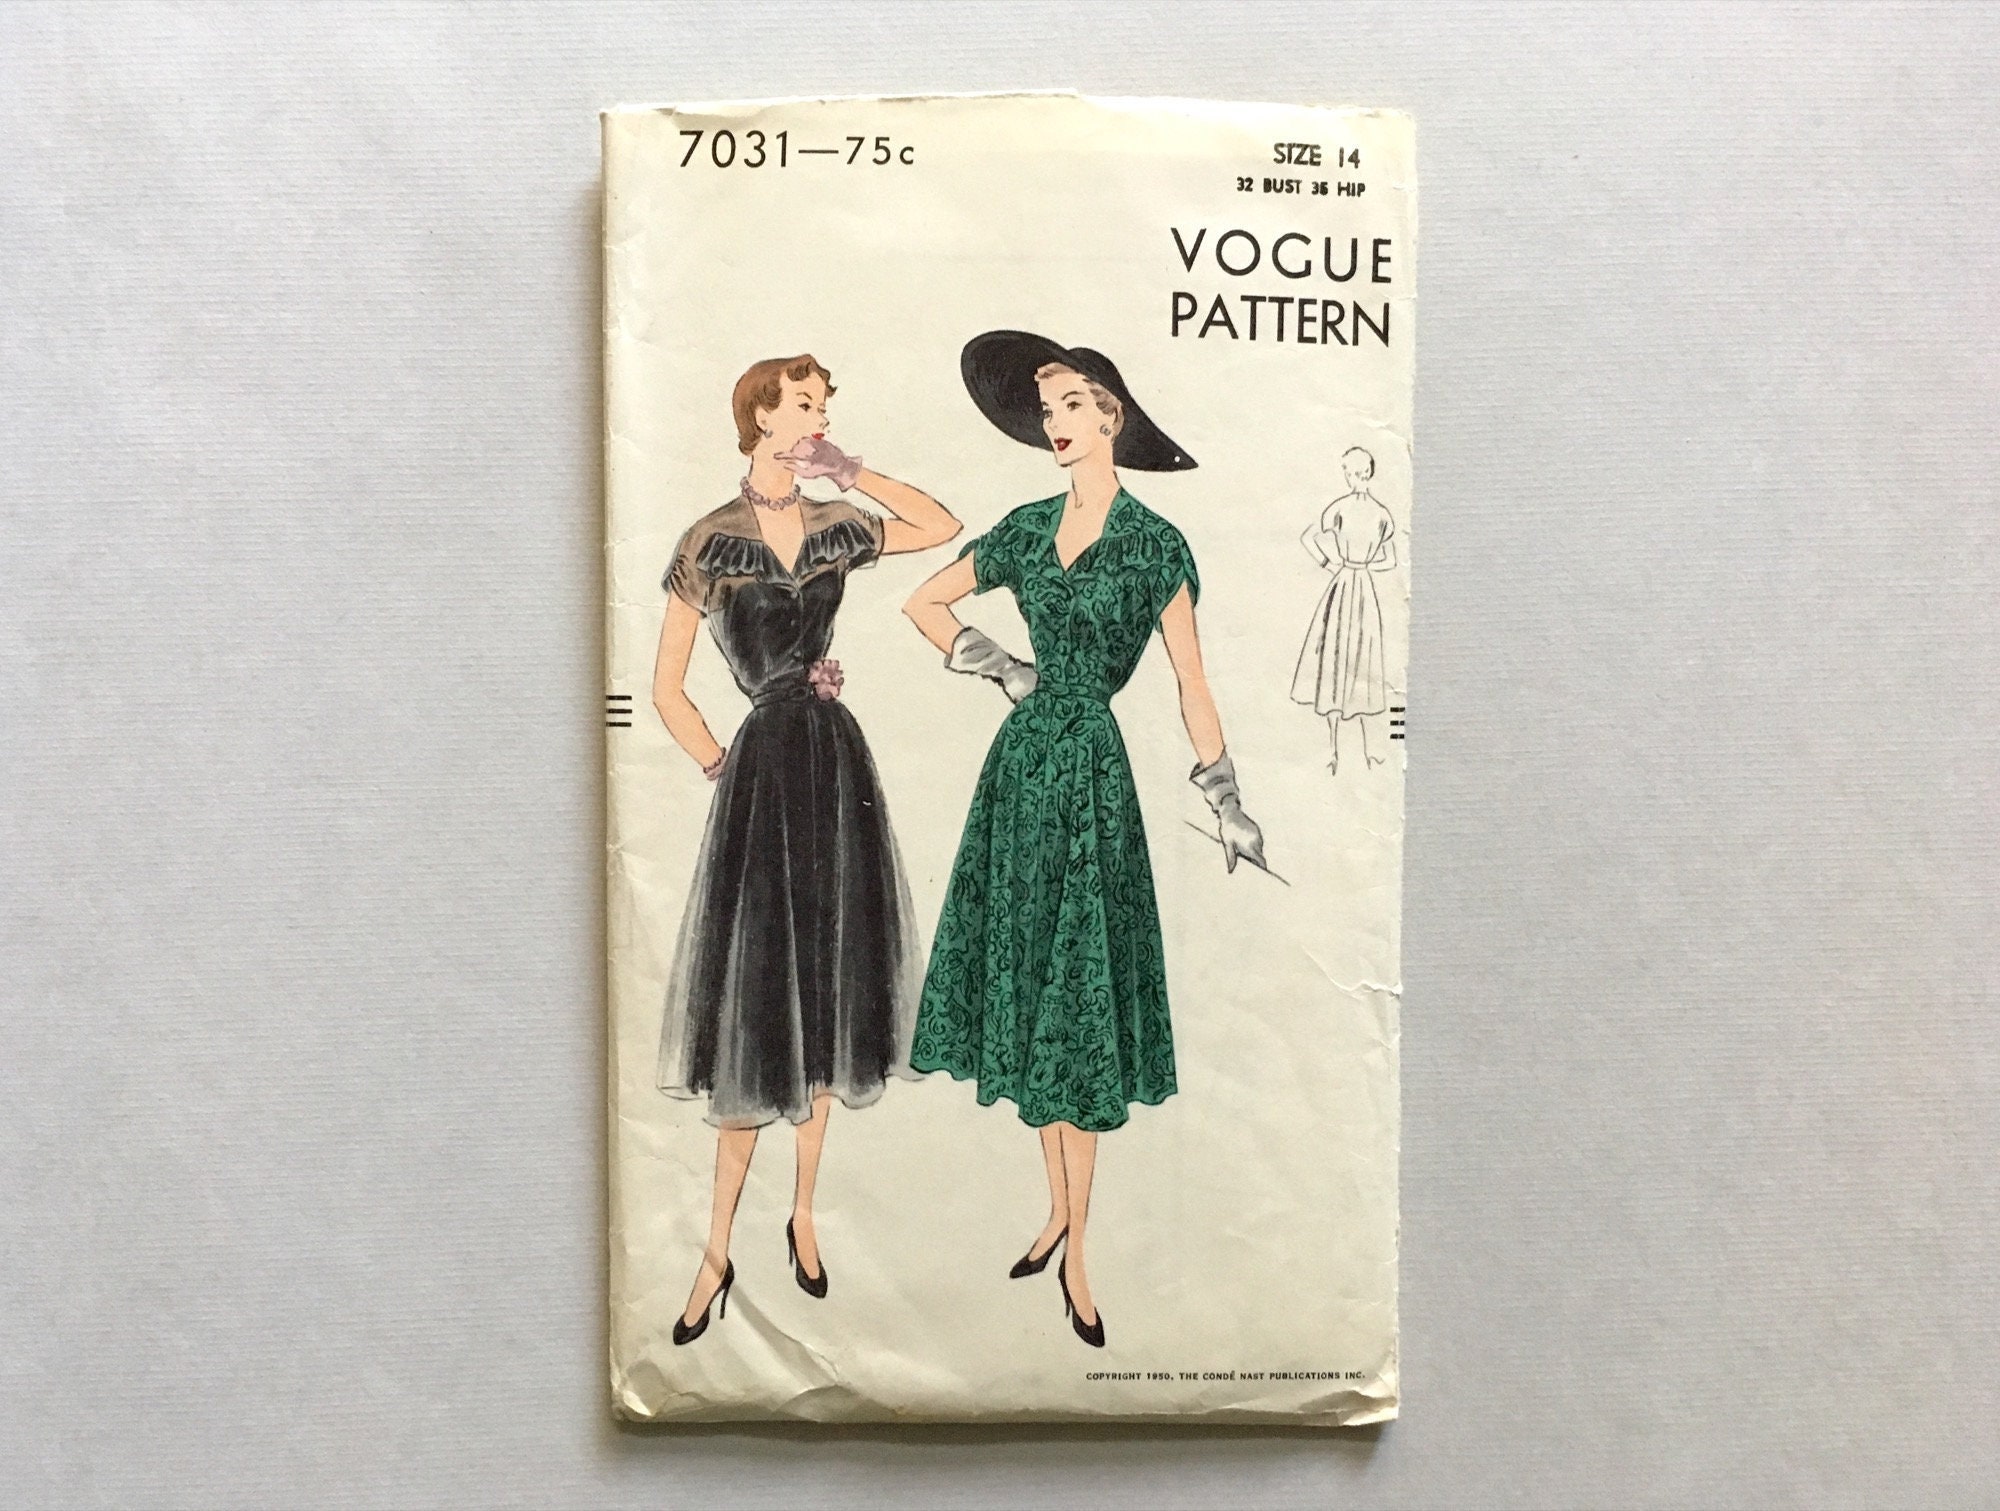 7031—75c
SIZE 14
32 BUST 35 HIP
VOGUE
PATTERN
COPYRIGHT 1950, THE CONDÉ NAST PUBLICATIONS INC.